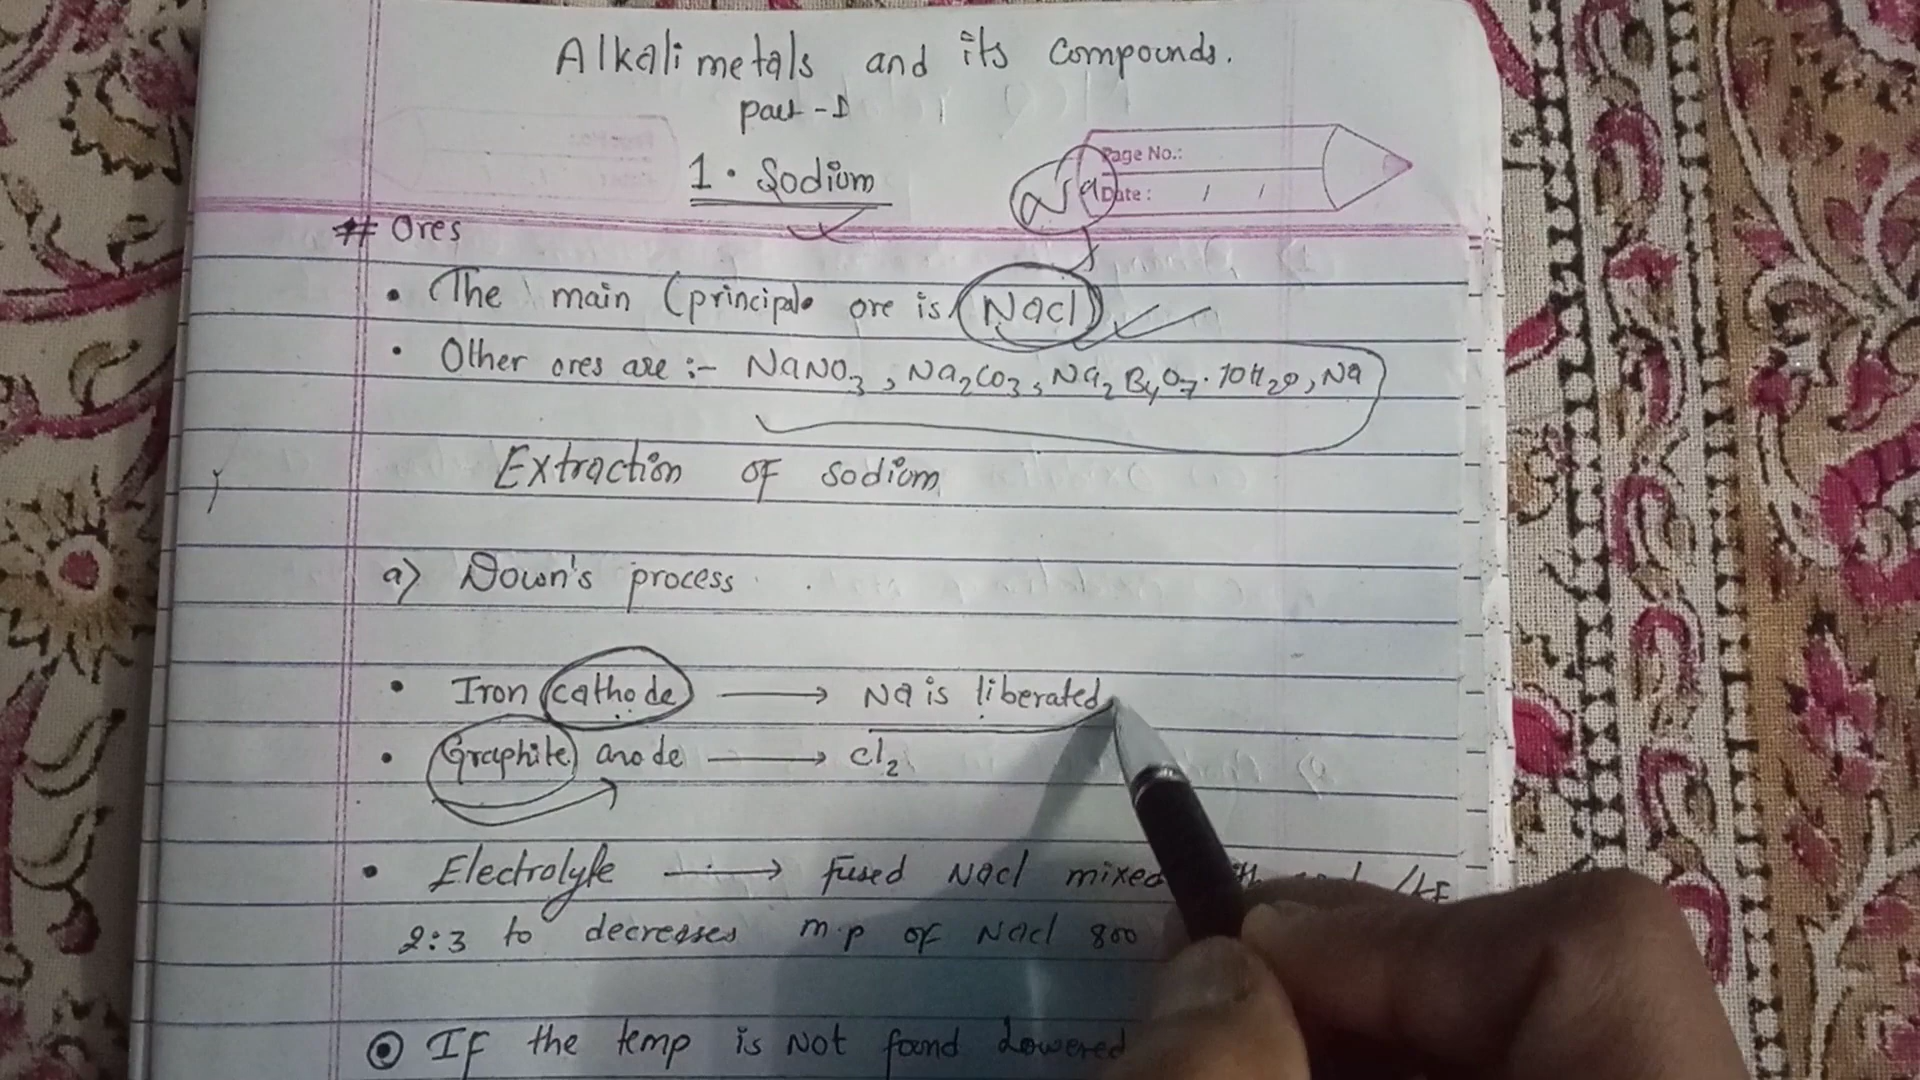 Alkali metals and its compounds.
part - I
1. Sodium
Na
Page No.:
Date : / /
# Ores
• The main (principal ore is (NaCl)
• Other ores are :- NaNO3, Na2CO3, Na2B4O7.10H2O, Na
Extraction of sodium
a) Down's process
• Iron cathode → Na is liberated
• Graphite anode → Cl2
• Electrolyte → Fused NaCl mixed
2:3 to decreases m.p of NaCl 800
⊙ If the temp is Not found Lowered